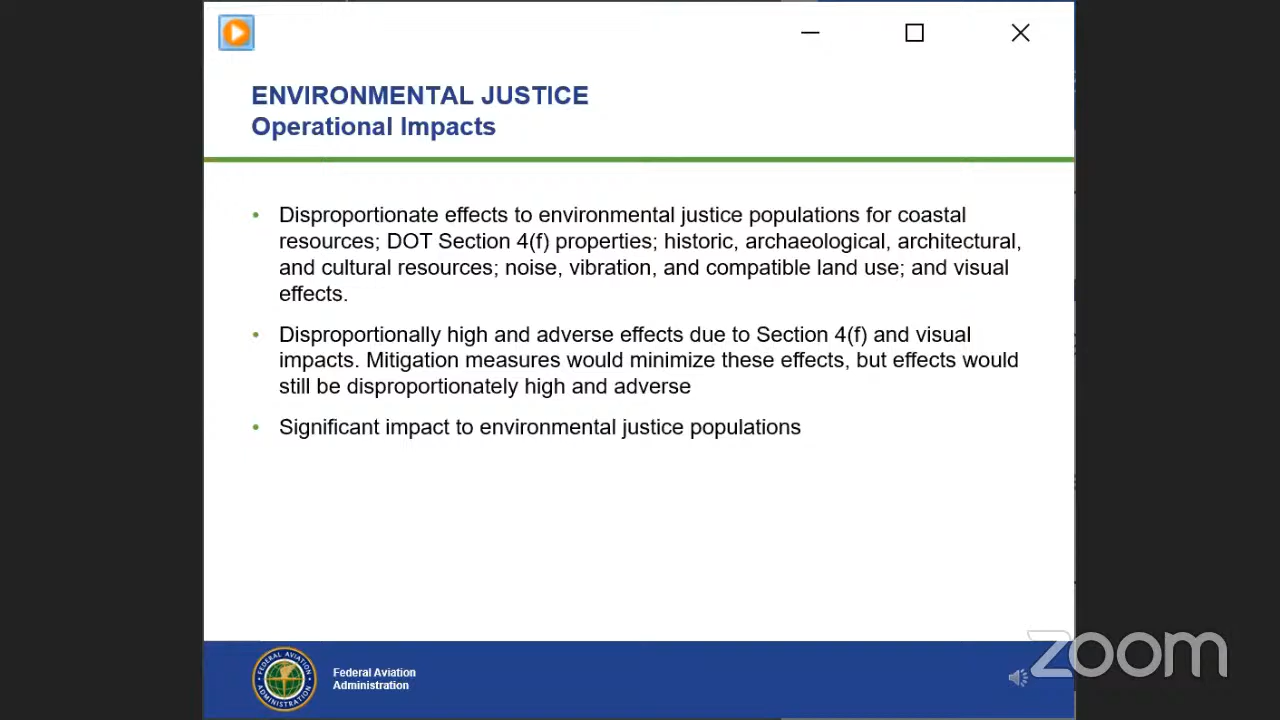 ENVIRONMENTAL JUSTICE
Operational Impacts
• Disproportionate effects to environmental justice populations for coastal
resources; DOT Section 4(f) properties; historic, archaeological, architectural,
and cultural resources; noise, vibration, and compatible land use; and visual
effects.
• Disproportionally high and adverse effects due to Section 4(f) and visual
impacts. Mitigation measures would minimize these effects, but effects would
still be disproportionately high and adverse
• Significant impact to environmental justice populations
FEDERAL AVIATION
ADMINISTRATION
Federal Aviation
Administration
zoom